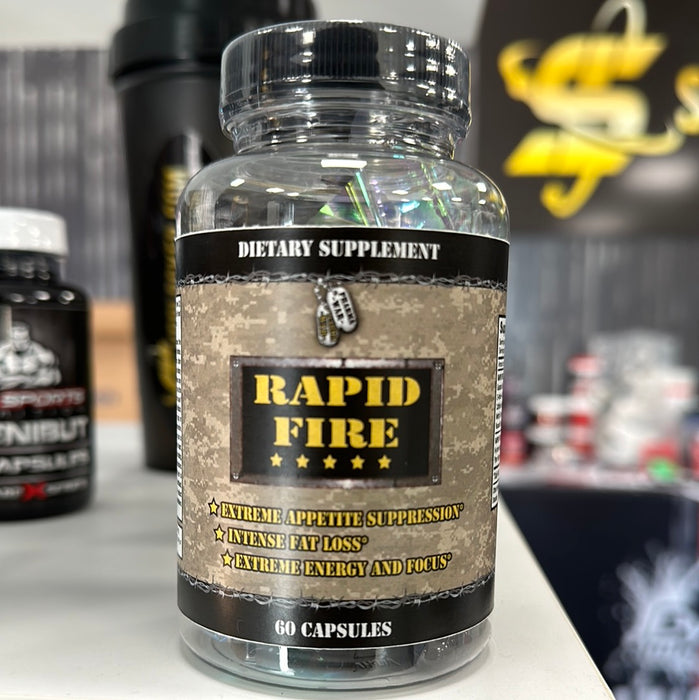 DIETARY SUPPLEMENT
RAPID
FIRE
EXTREME APPETITE SUPPRESSION*
INTENSE FAT LOSS*
EXTREME ENERGY AND FOCUS*
60 CAPSULES
SPORTS
NIBUT
APSULES
S